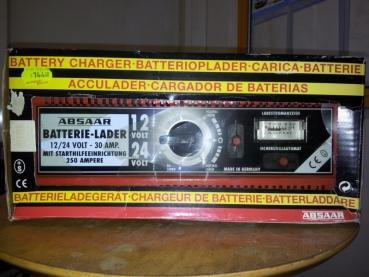 BATTERY CHARGER-BATTERIOPLADER-CARICA-BATTERIE
ACCULADER-CARGADOR DE BATERIAS
ABSAAR
BATTERIE-LADER
12/24 VOLT - 30 AMP.
MIT STARTHILFEEINRICHTUNG
250 AMPERE
12
VOLT
24
VOLT
LADESTROMANZEIGE
SICHERUNGSAUTOMAT
MADE IN GERMANY
CE
BATTERIELADEGERÄT-CHARGEUR DE BATTERIE-BATTERLADDARE
ABSAAR